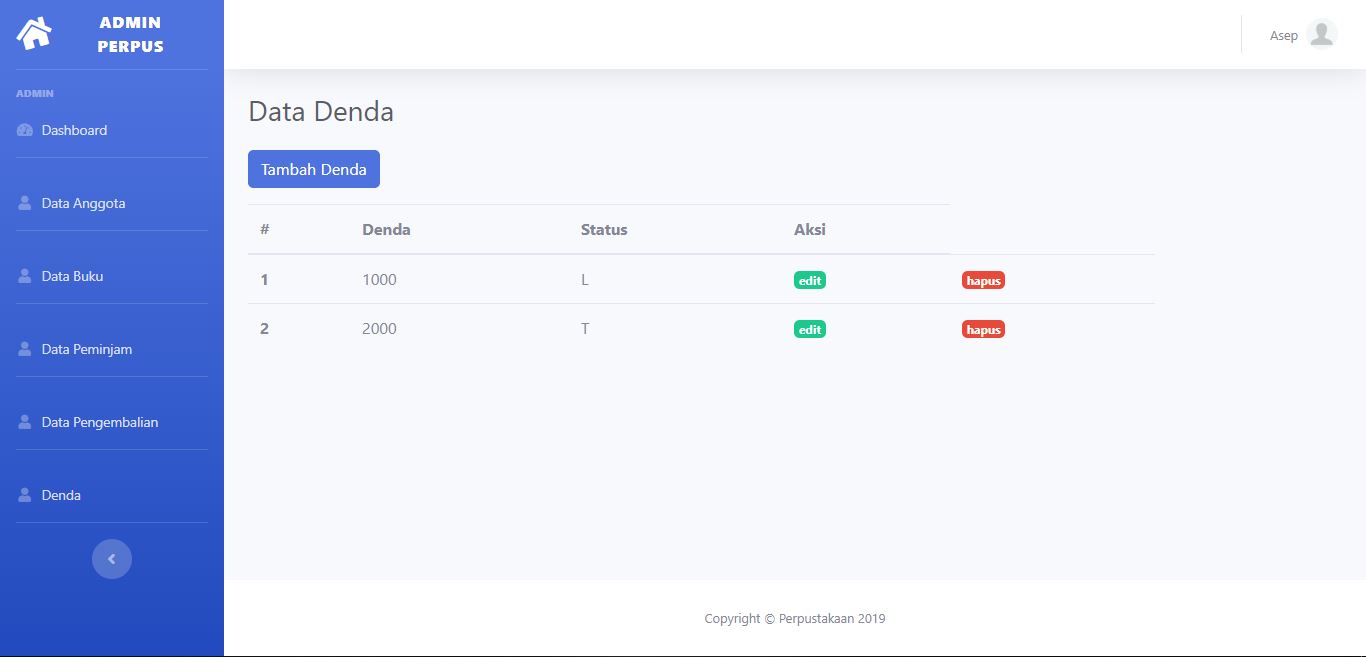 ADMIN
PERPUS
Asep
ADMIN
Dashboard
Data Anggota
Data Buku
Data Peminjam
Data Pengembalian
Denda
Data Denda
Tambah Denda
# Denda Status Aksi
1 1000 L edit hapus
2 2000 T edit hapus
Copyright © Perpustakaan 2019